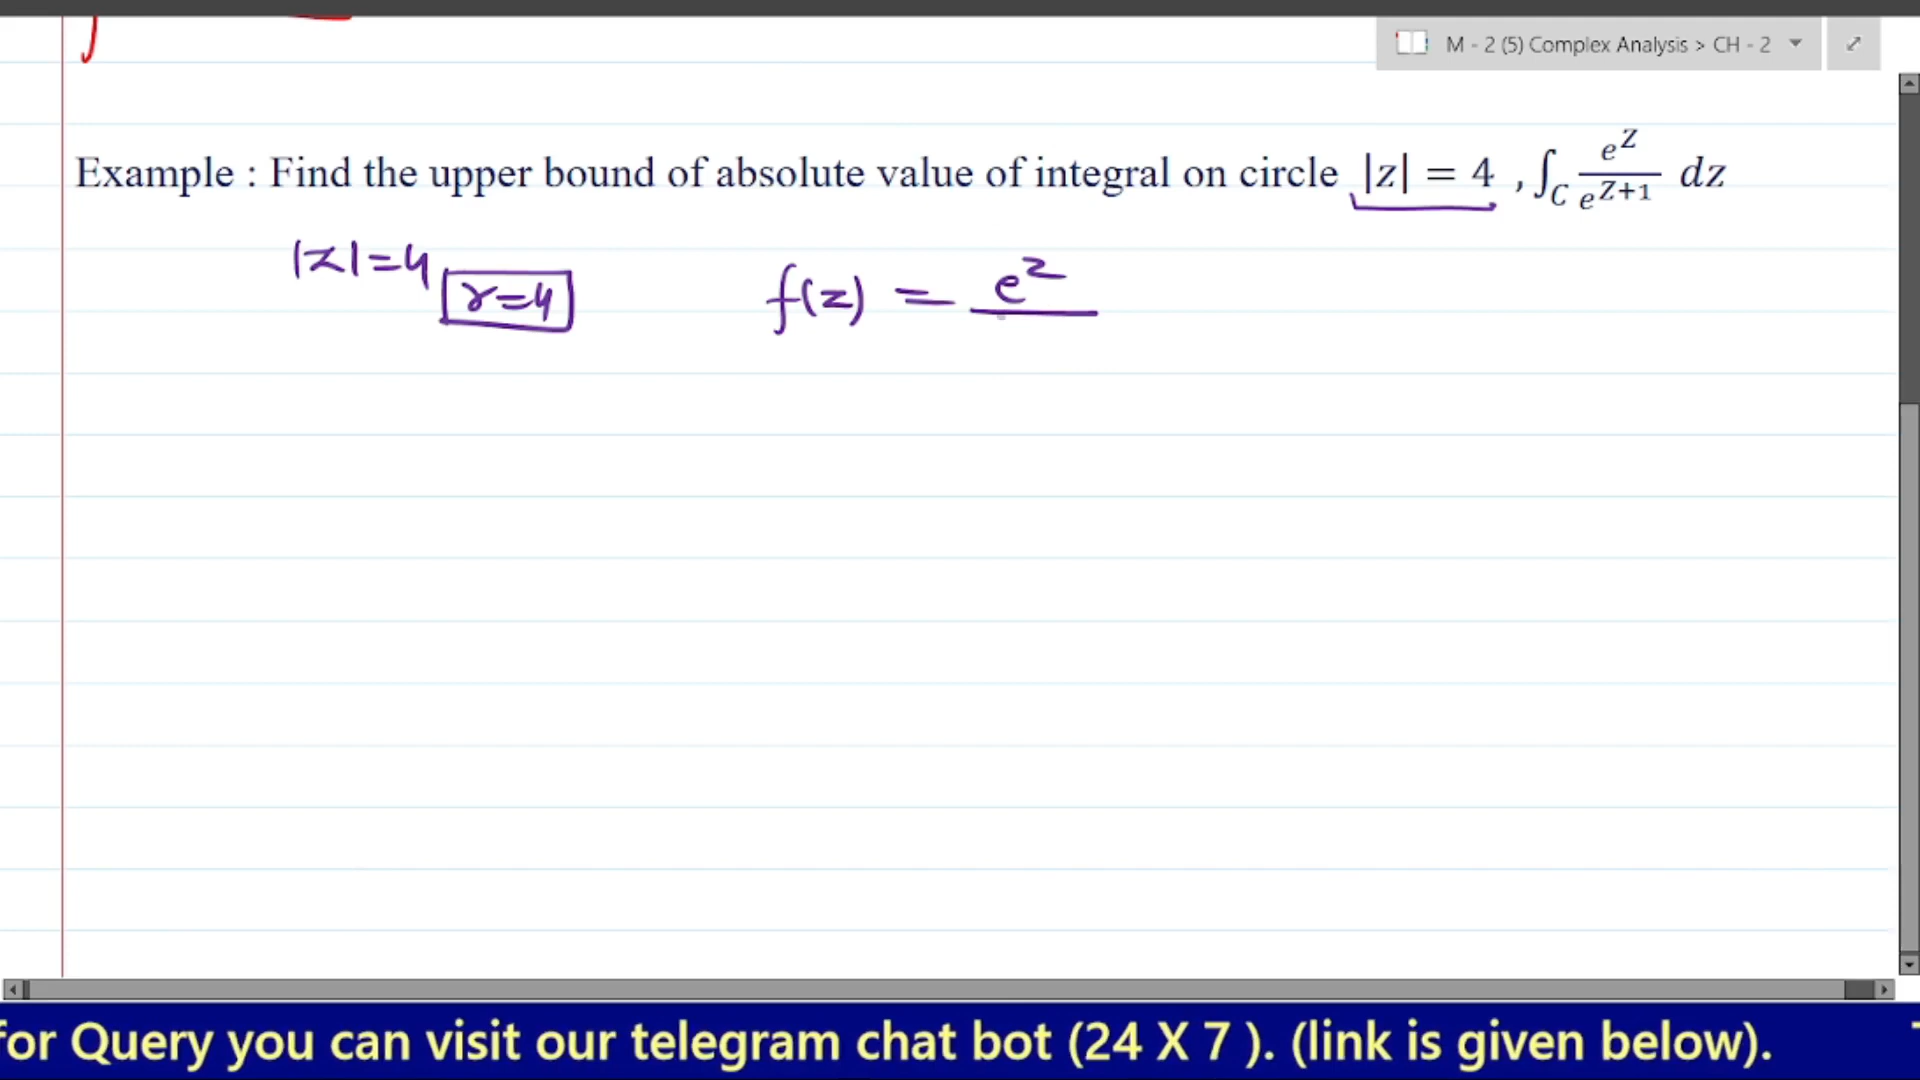 M - 2 (5) Complex Analysis > CH - 2
Example : Find the upper bound of absolute value of integral on circle |z| = 4 , ∫_C e^Z / e^{Z+1} dz
|z|=4
r=4
f(z) = e^z
for Query you can visit our telegram chat bot (24 X 7 ). (link is given below).